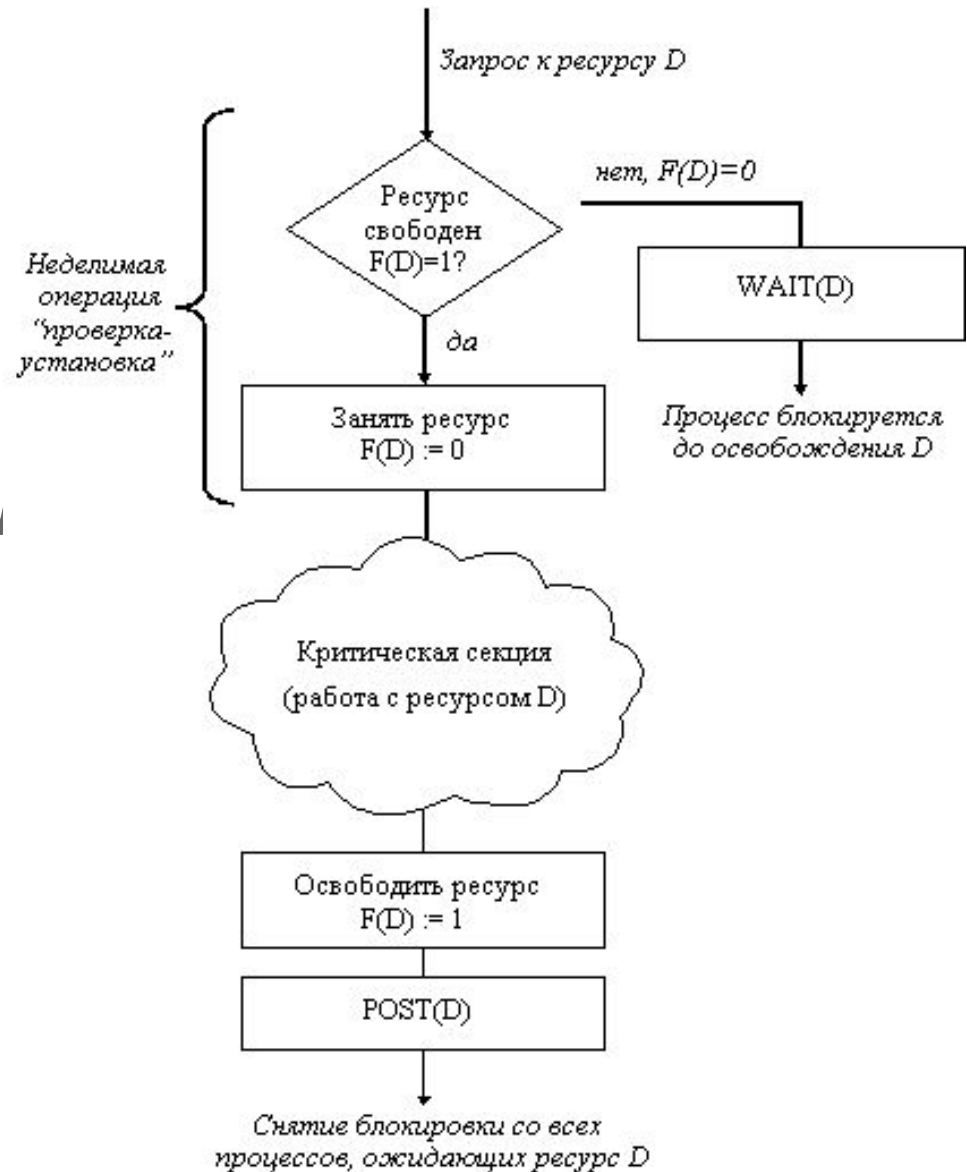 Запрос к ресурсу D
нет, F(D)=0
Ресурс
свободен
F(D)=1?
WAIT(D)
Неделимая
операция
“проверка-
установка”
да
Занять ресурс
F(D) := 0
Процесс блокируется
до освобождения D
Критическая секция
(работа с ресурсом D)
Освободить ресурс
F(D) := 1
POST(D)
Снятие блокировки со всех
процессов, ожидающих ресурс D